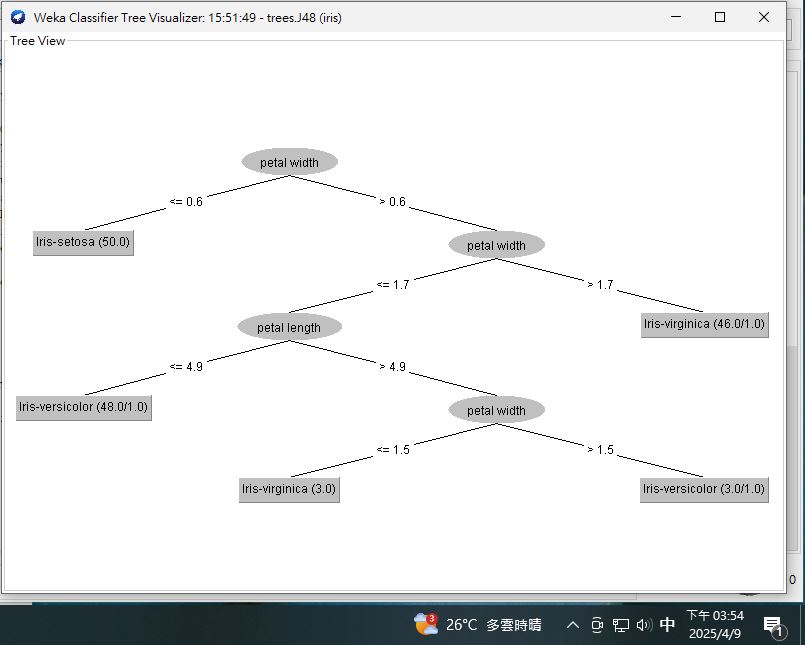 Weka Classifier Tree Visualizer: 15:51:49 - trees.J48 (iris)
Tree View
petal width
<= 0.6
> 0.6
Iris-setosa (50.0)
petal width
<= 1.7
> 1.7
petal length
Iris-virginica (46.0/1.0)
<= 4.9
> 4.9
Iris-versicolor (48.0/1.0)
petal width
<= 1.5
> 1.5
Iris-virginica (3.0)
Iris-versicolor (3.0/1.0)
0
3
26°C 多雲時晴
中
下午 03:54
2025/4/9
1